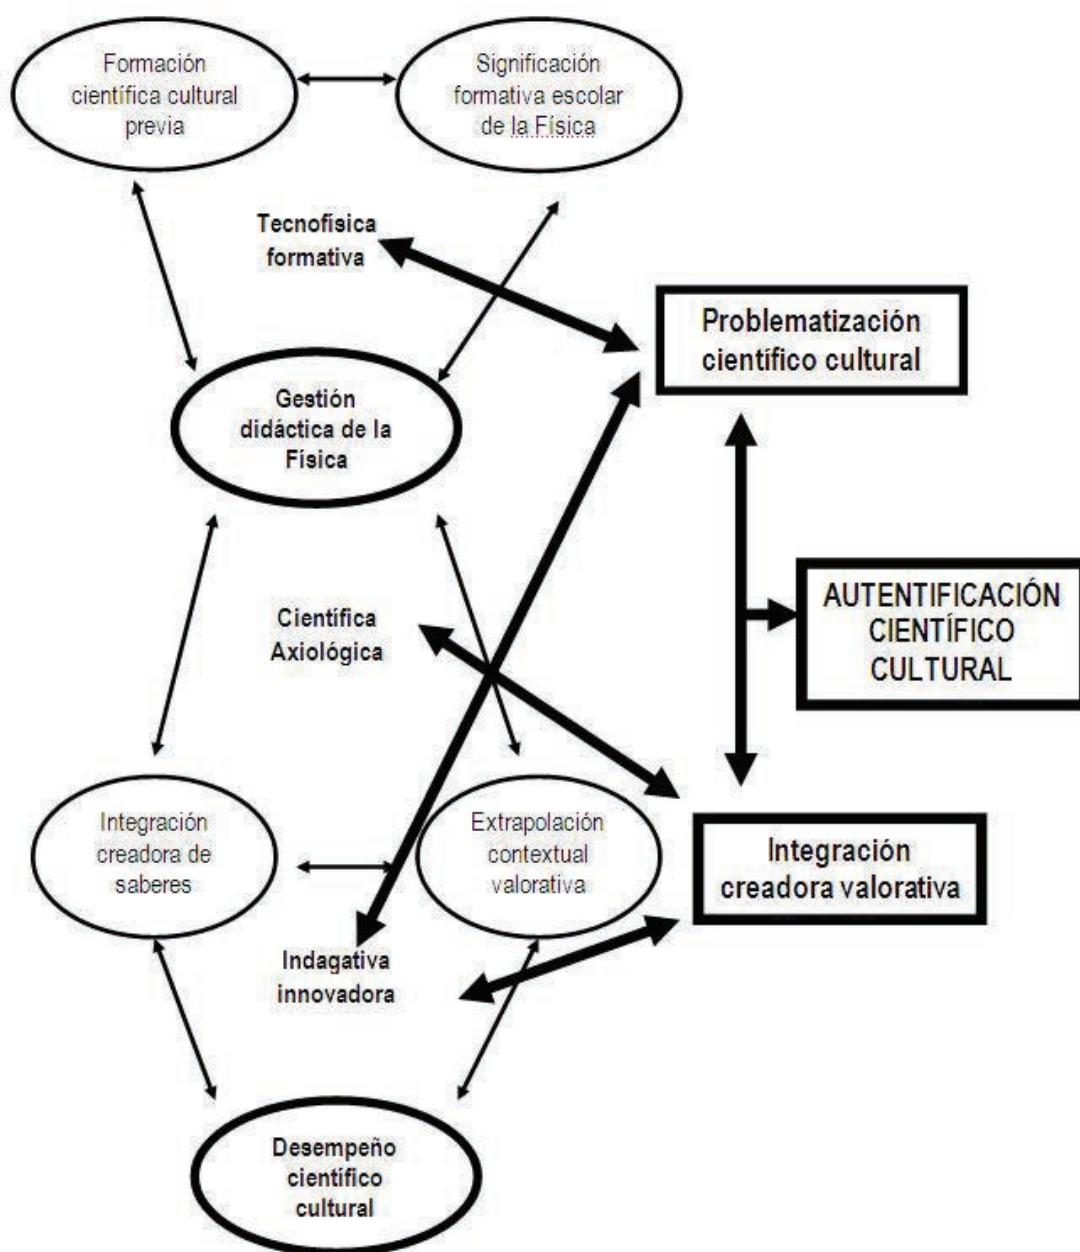 Formación
científica cultural
previa
Significación
formativa escolar
de la Física
Tecnofísica
formativa
Problematización
científico cultural
Gestión
didáctica de la
Física
AUTENTIFICACIÓN
CIENTÍFICO
CULTURAL
Científica
Axiológica
Integración
creadora de
saberes
Extrapolación
contextual
valorativa
Integración
creadora valorativa
Indagativa
innovadora
Desempeño
científico
cultural